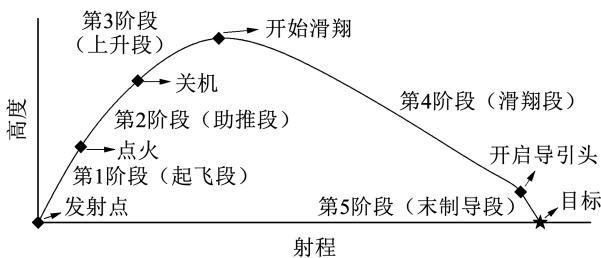 第3阶段
（上升段）
开始滑翔
关机
第2阶段（助推段）
第4阶段（滑翔段）
高度
点火
第1阶段（起飞段）
开启导引头
发射点
第5阶段（末制导段）
目标
射程